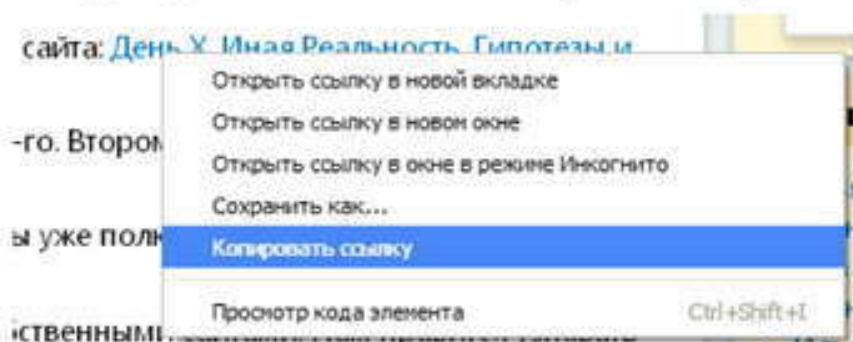 сайта: День Х. Иная Реальность. Гипотезы и
Открыть ссылку в новой вкладке
Открыть ссылку в новом окне
-го. Втором
Открыть ссылку в окне в режиме Инкогнито
Сохранить как...
ы уже полн
Копировать ссылку
Просмотр кода элемента Ctrl+Shift+I
ственными